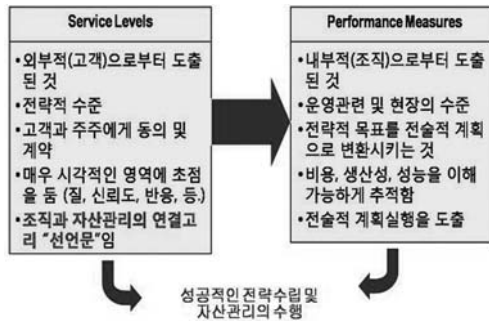 Service Levels
•외부적(고객)으로부터 도출
된 것
•전략적 수준
•고객과 주주에게 동의 및
계약
•매우 시각적인 영역에 초점
을 둠 (질, 신뢰도, 반응, 등.)
•조직과 자산관리의 연결고
리 "선언문"임
Performance Measures
•내부적(조직)으로부터 도출
된 것
•운영관련 및 현장의 수준
•전략적 목표를 전술적 계획
으로 변환시키는 것
•비용, 생산성, 성능을 이해
가능하게 추적함
•전술적 계획실행을 도출
성공적인 전략수립 및
자산관리의 수행